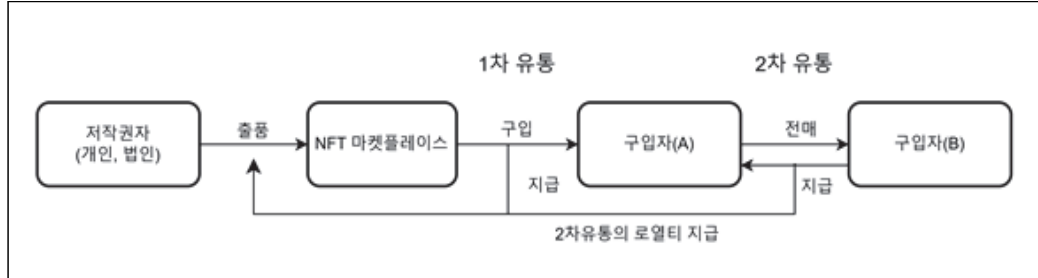 1차 유통
2차 유통
저작권자
(개인, 법인)
출품
NFT 마켓플레이스
구입
구입자(A)
전매
구입자(B)
지급
지급
2차유통의 로열티 지급